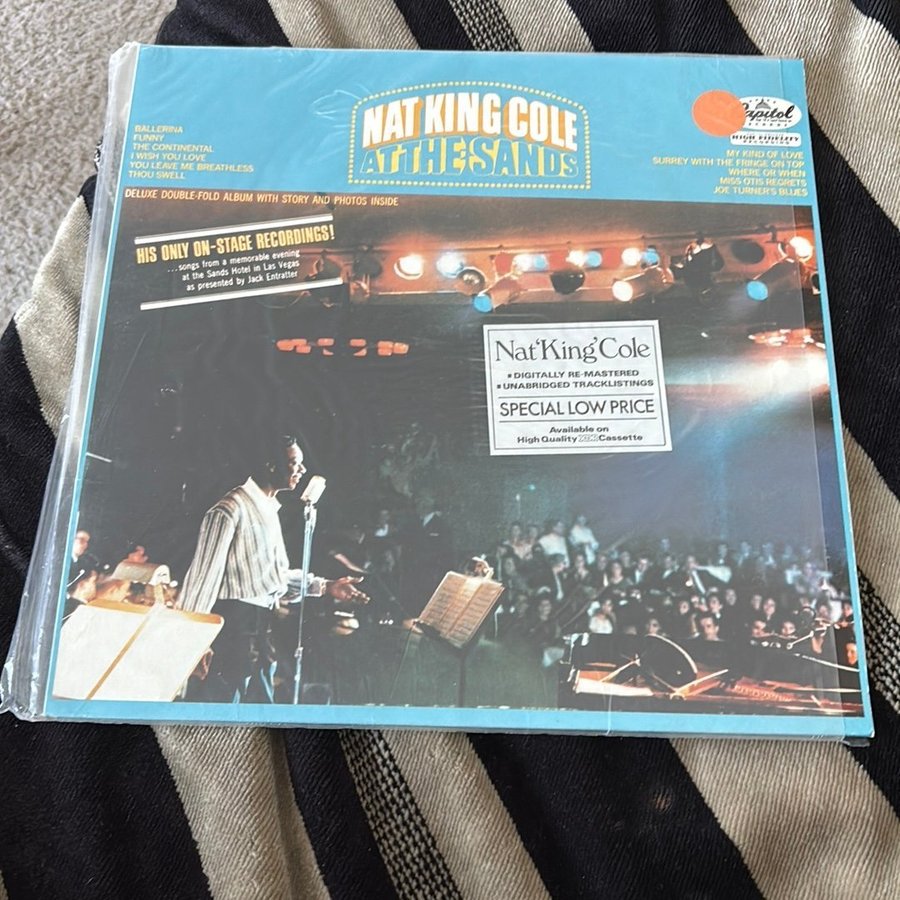 NAT KING COLE
AT THE SANDS
BALLERINA
FUNNY
THE CONTINENTAL
I WISH YOU LOVE
YOU LEAVE ME BREATHLESS
THOU SWELL
Capitol
RECORDS
HIGH FIDELITY
RECORDING
MY KIND OF LOVE
SURREY WITH THE FRINGE ON TOP
WHERE OR WHEN
MISS OTIS REGRETS
JOE TURNER'S BLUES
DELUXE DOUBLE-FOLD ALBUM WITH STORY AND PHOTOS INSIDE
HIS ONLY ON-STAGE RECORDINGS!
...songs from a memorable evening
at the Sands Hotel in Las Vegas
as presented by Jack Entratter
Nat 'King' Cole
▪ DIGITALLY RE-MASTERED
▪ UNABRIDGED TRACKLISTINGS
SPECIAL LOW PRICE
Available on
High Quality XDR Cassette